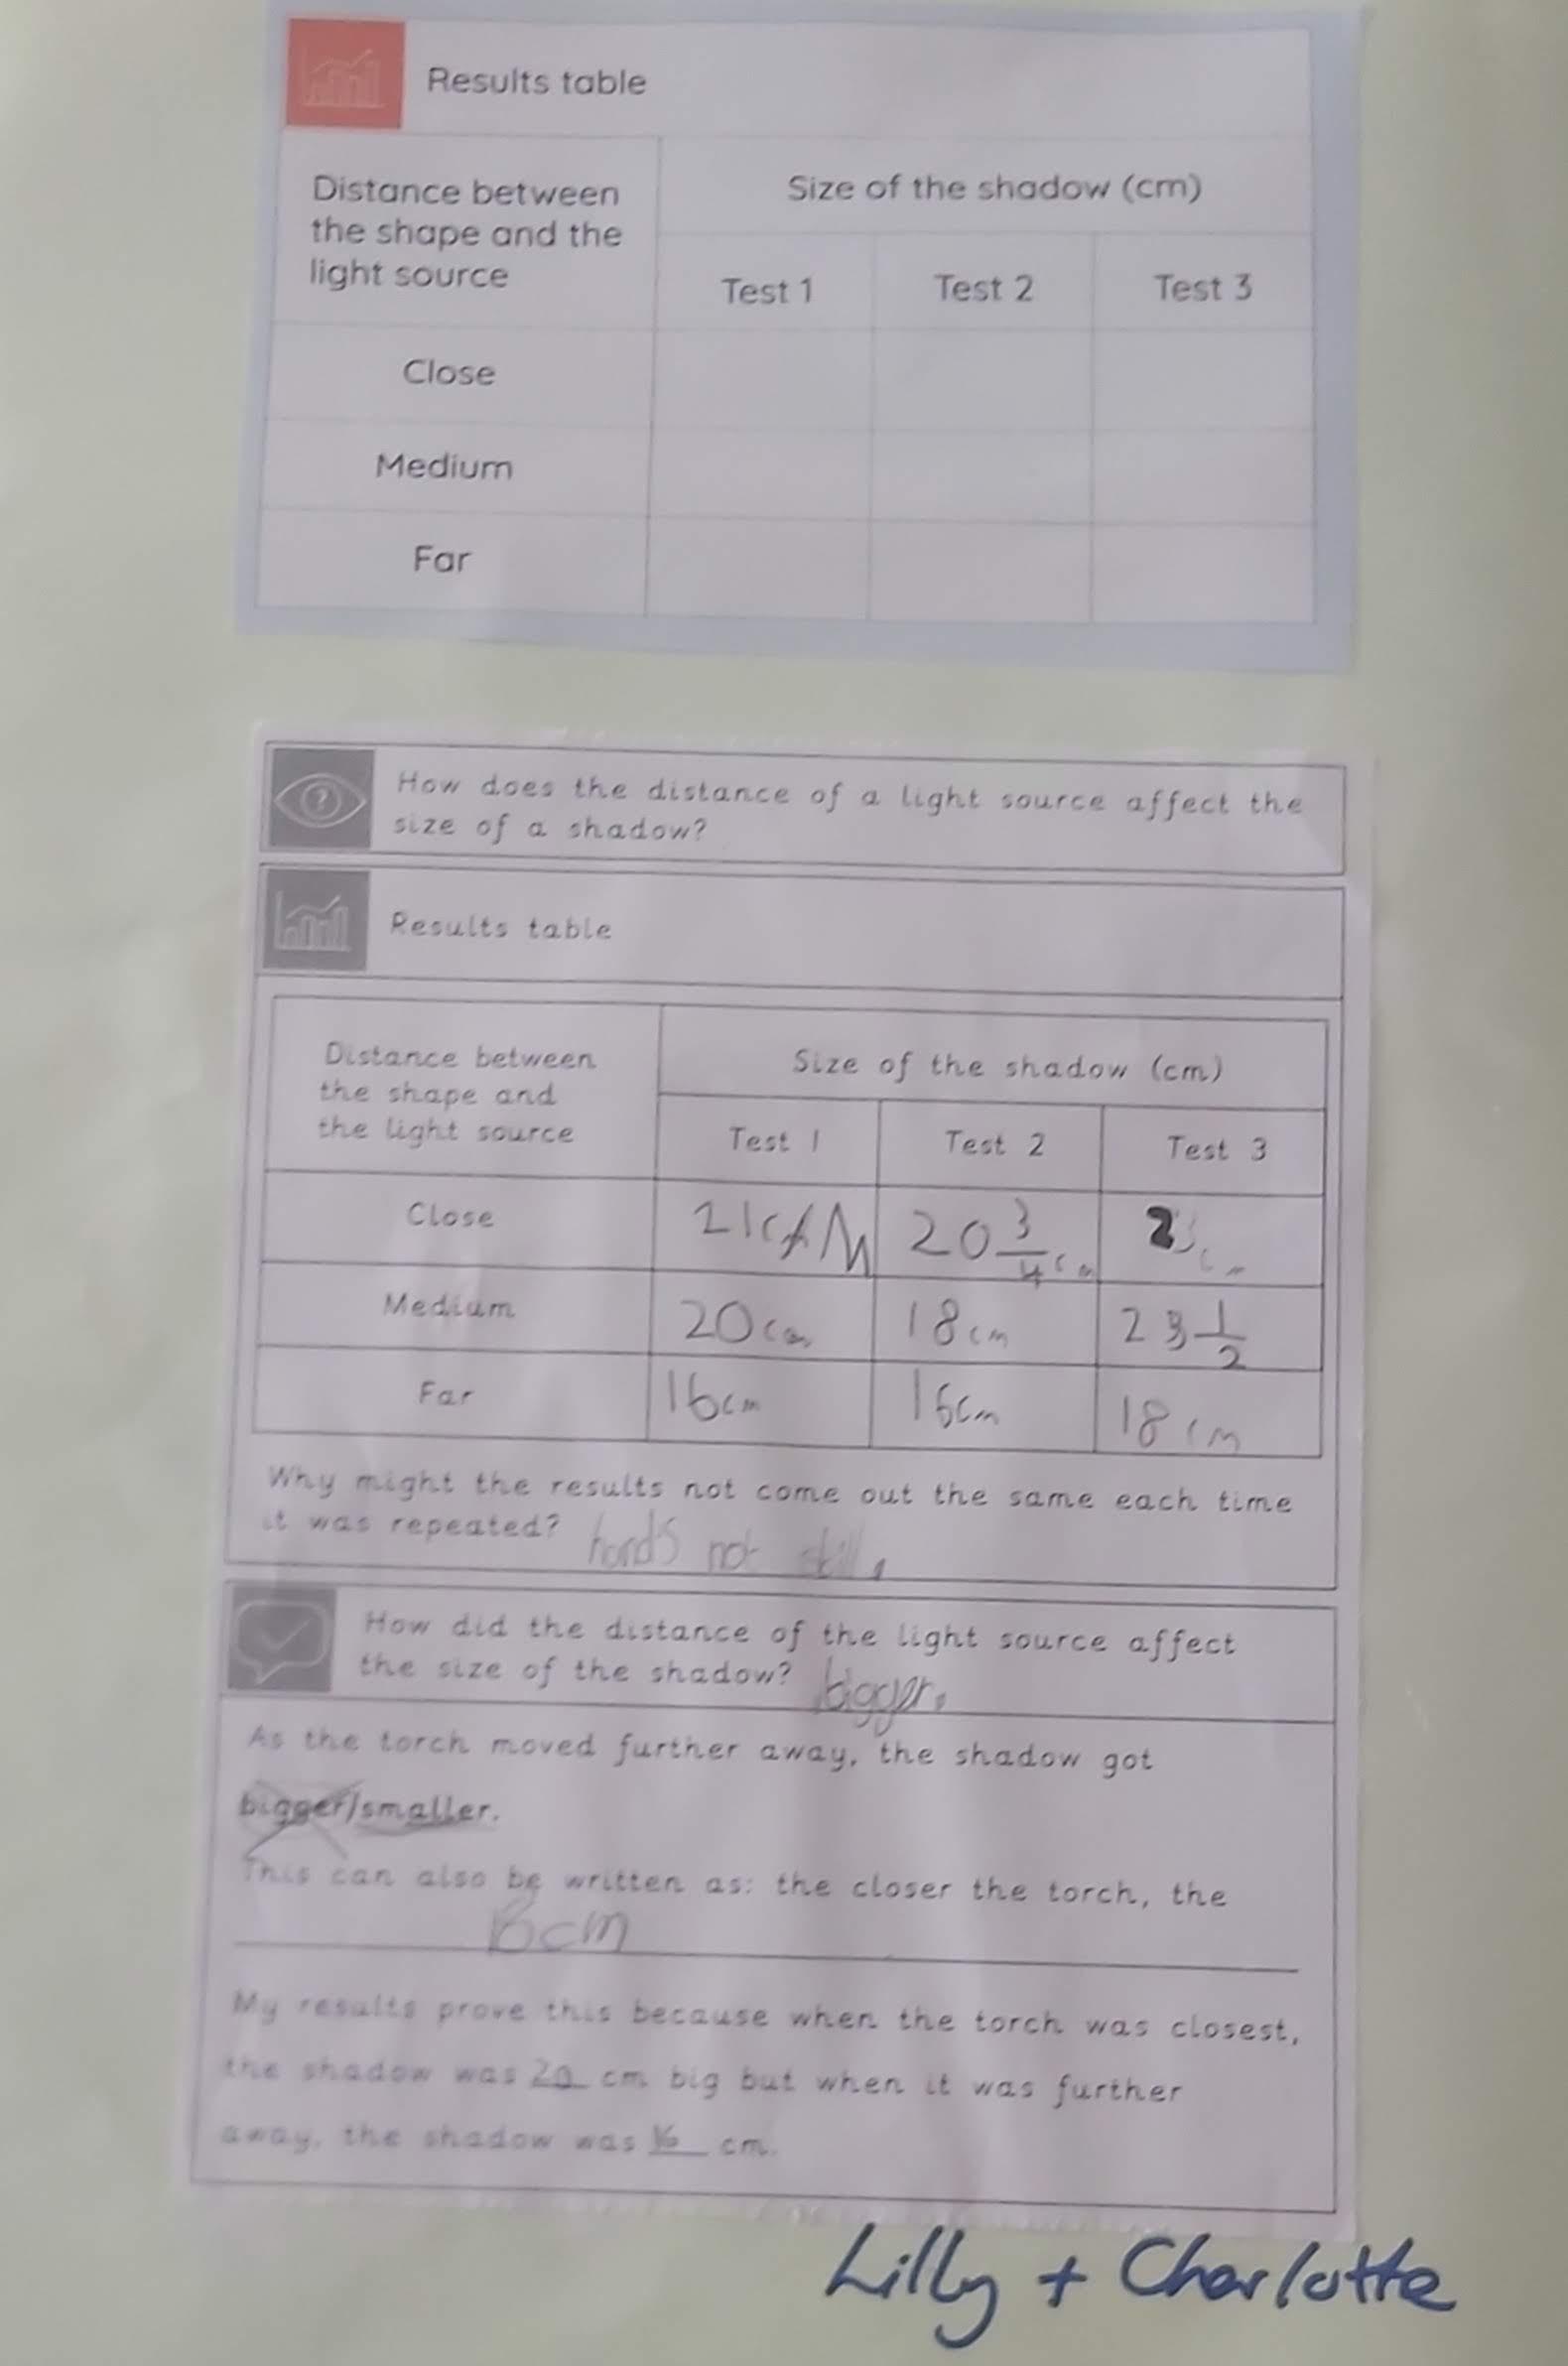 Results table
Distance between
the shape and the
light source
Size of the shadow (cm)
Test 1 Test 2 Test 3
Close
Medium
Far
How does the distance of a light source affect the
size of a shadow?
Results table
Distance between
the shape and
the light source
Size of the shadow (cm)
Test 1 Test 2 Test 3
Close 21cm 20 3/4 cm cm
Medium 20cm 18cm 23 1/2
Far 16cm 16cm 18cm
Why might the results not come out the same each time
it was repeated? hands not still.
How did the distance of the light source affect
the size of the shadow? bigger.
As the torch moved further away, the shadow got
bigger/smaller.
This can also be written as: the closer the torch, the
cm
My results prove this because when the torch was closest,
the shadow was 20 cm big but when it was further
away, the shadow was 16 cm.
Lilly + Charlotte